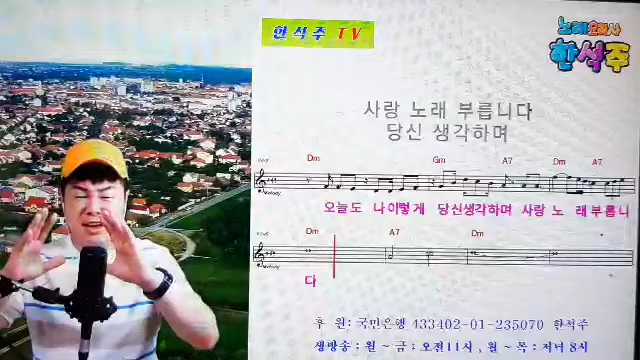 한석주 TV
노래요화사
한석주
사랑 노래 부릅니다
당신 생각하며
Dm Gm A7 Dm A7
오늘도 나이렇게 당신생각하며 사랑 노 래부릅니
Dm A7 Dm
다
후 원: 국민은행 433402-01-235070 한석주
생방송 : 월 ~ 금 : 오전11시, 월 ~ 목 : 저녁 8시